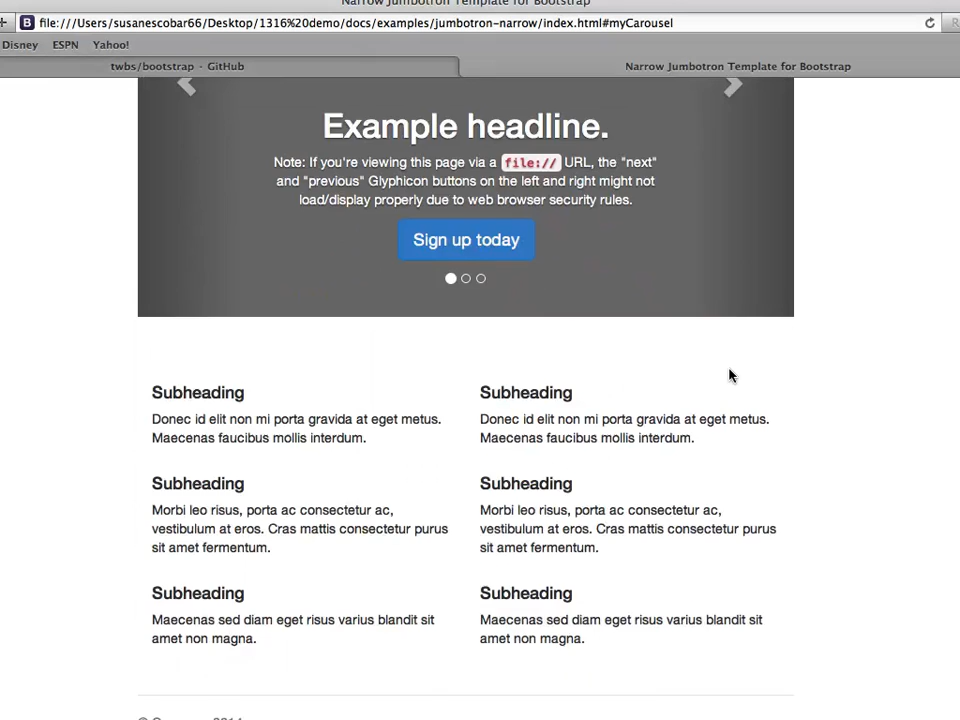 Narrow Jumbotron Template for Bootstrap
file:///Users/susanescobar66/Desktop/1316%20demo/docs/examples/jumbotron-narrow/index.html#myCarousel
Disney ESPN Yahoo!
twbs/bootstrap - GitHub
Narrow Jumbotron Template for Bootstrap
Example headline.
Note: If you're viewing this page via a file:// URL, the "next"
and "previous" Glyphicon buttons on the left and right might not
load/display properly due to web browser security rules.
Sign up today
Subheading
Donec id elit non mi porta gravida at eget metus.
Maecenas faucibus mollis interdum.
Subheading
Morbi leo risus, porta ac consectetur ac,
vestibulum at eros. Cras mattis consectetur purus
sit amet fermentum.
Subheading
Maecenas sed diam eget risus varius blandit sit
amet non magna.
Subheading
Donec id elit non mi porta gravida at eget metus.
Maecenas faucibus mollis interdum.
Subheading
Morbi leo risus, porta ac consectetur ac,
vestibulum at eros. Cras mattis consectetur purus
sit amet fermentum.
Subheading
Maecenas sed diam eget risus varius blandit sit
amet non magna.